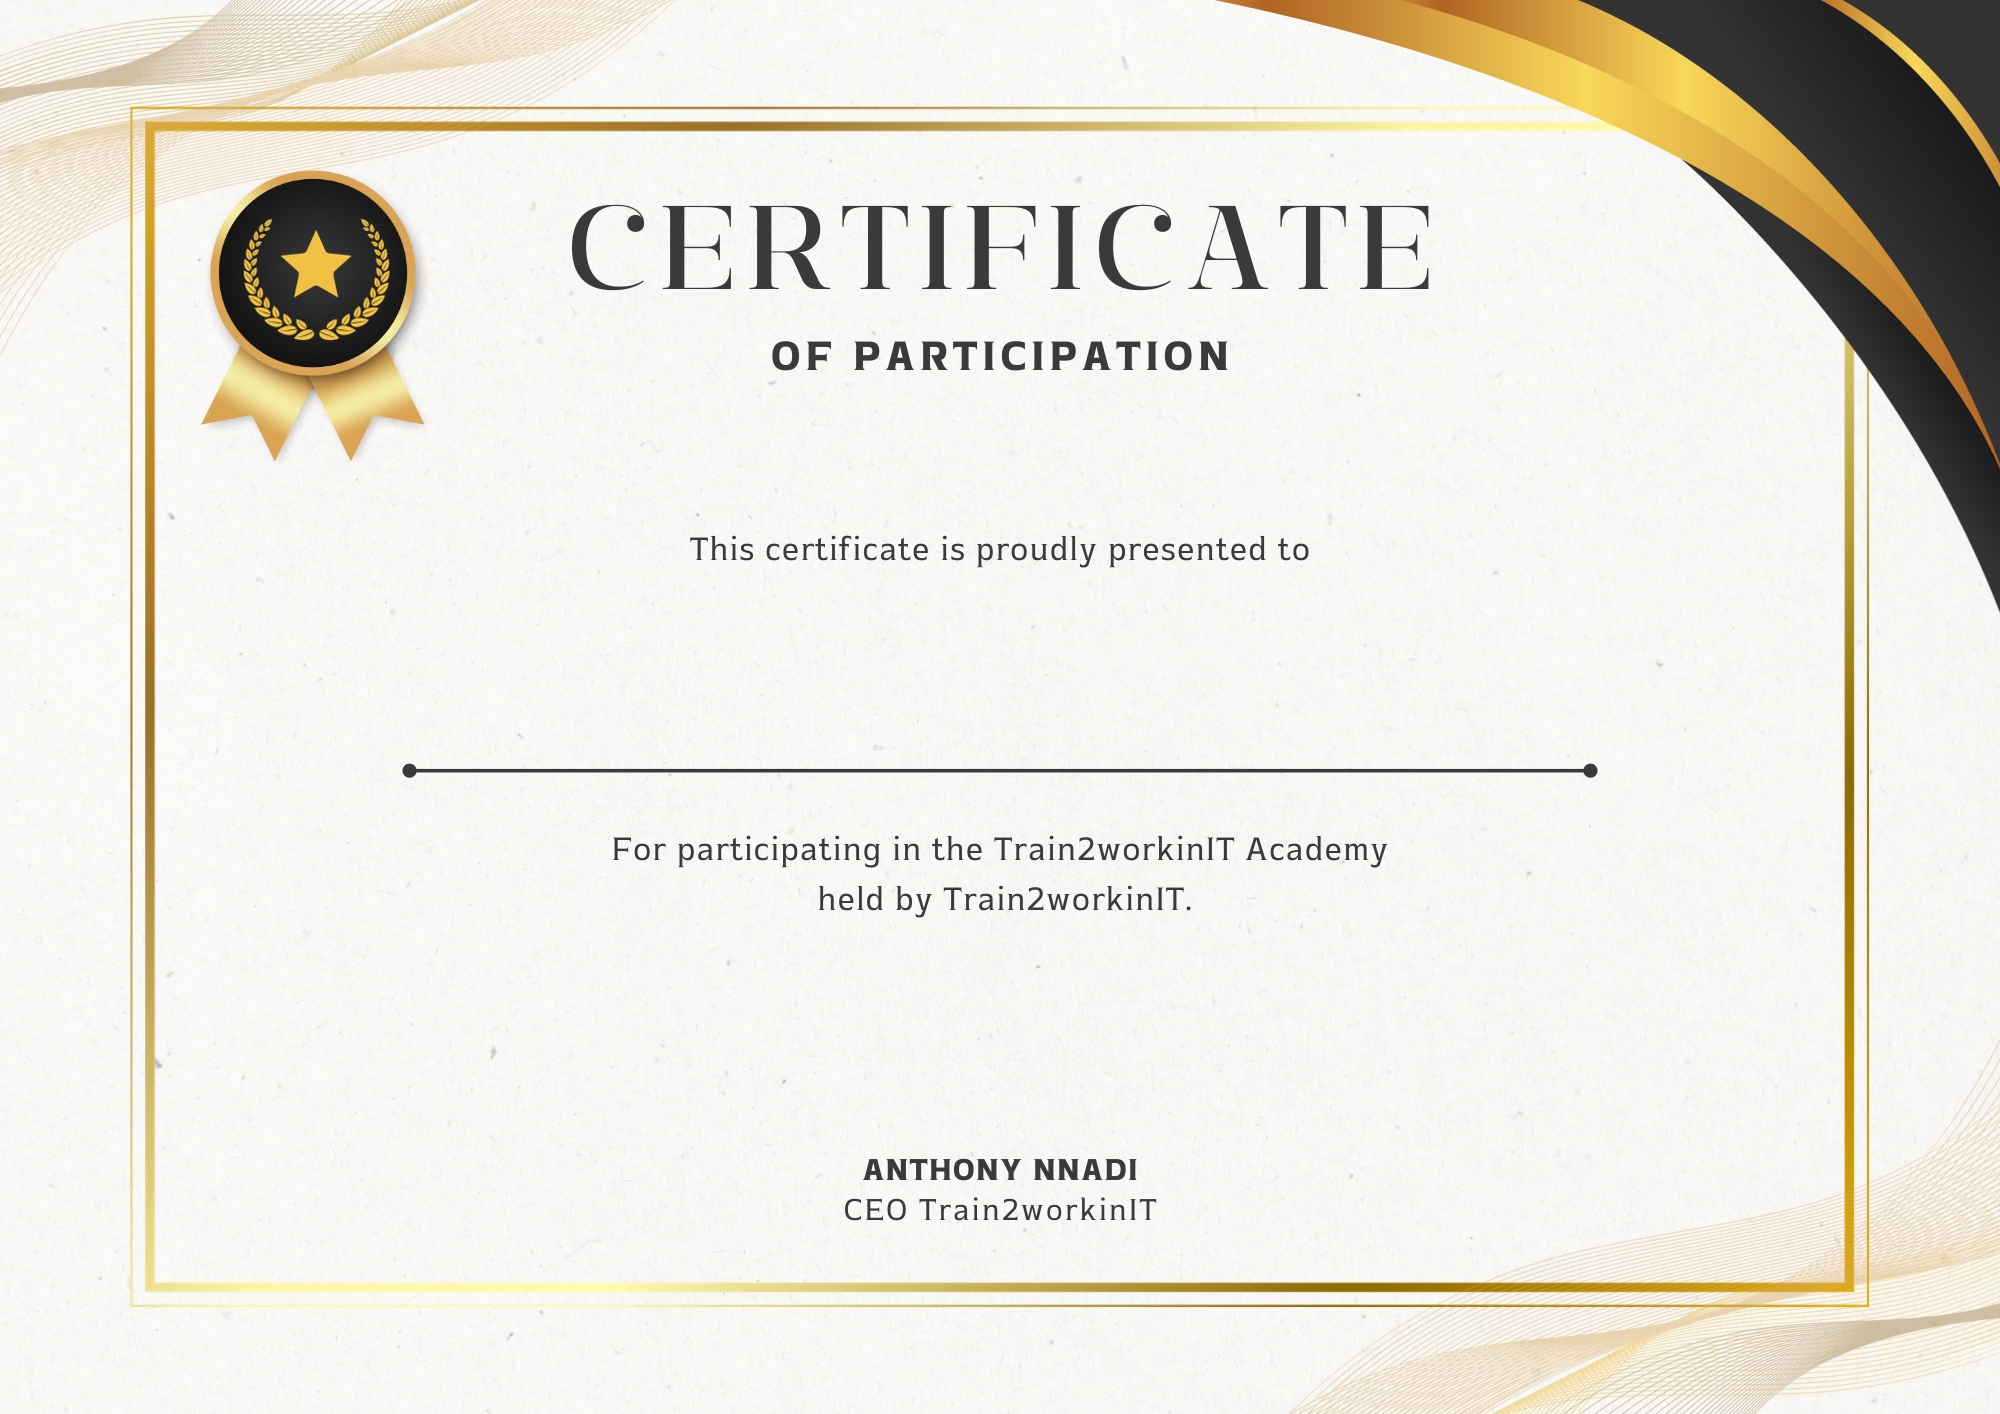 CERTIFICATE
OF PARTICIPATION
This certificate is proudly presented to
For participating in the Train2workinIT Academy
held by Train2workinIT.
ANTHONY NNADI
CEO Train2workinIT